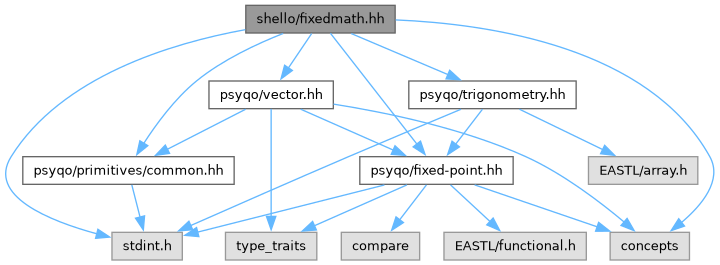 shello/fixedmath.hh
psyqo/vector.hh
psyqo/trigonometry.hh
psyqo/primitives/common.hh
psyqo/fixed-point.hh
EASTL/array.h
stdint.h
type_traits
compare
EASTL/functional.h
concepts